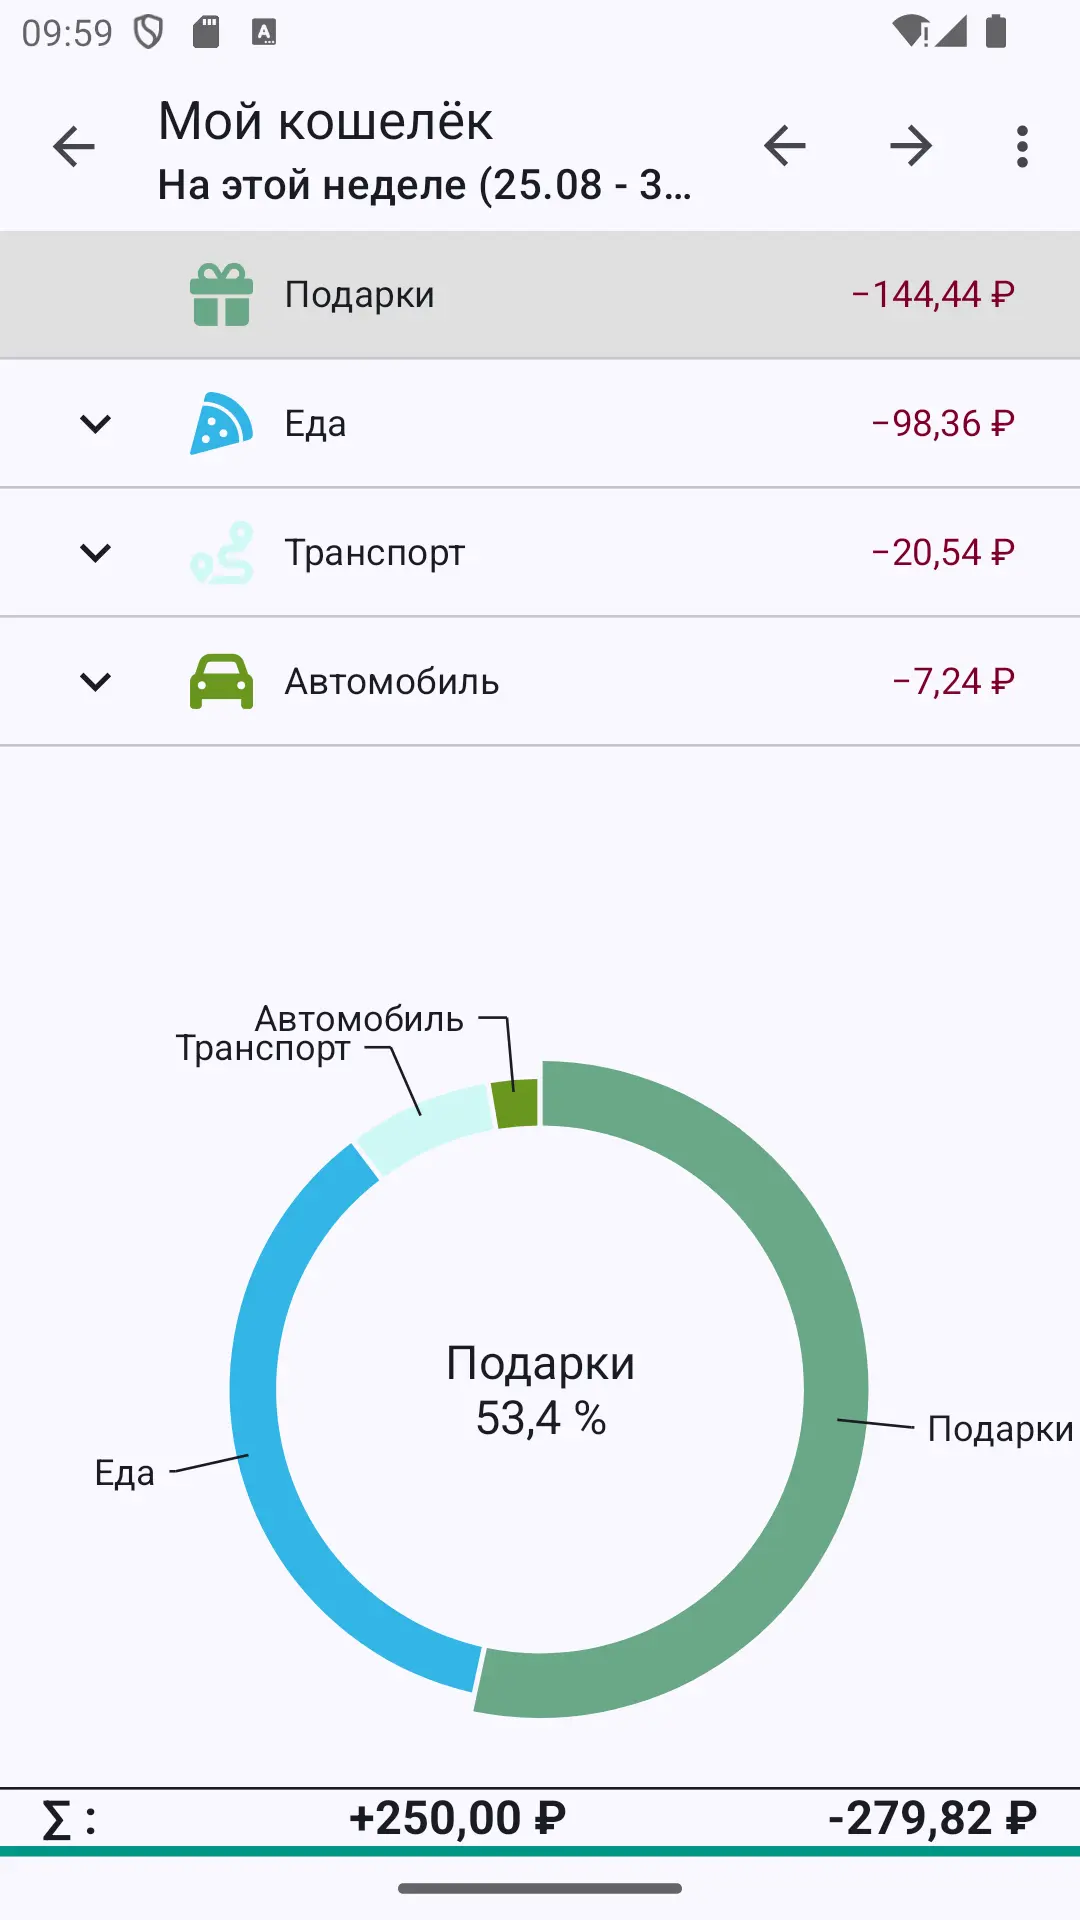 09:59
Мой кошелёк
На этой неделе (25.08 - 3…
Подарки −144,44 ₽
Еда −98,36 ₽
Транспорт −20,54 ₽
Автомобиль −7,24 ₽
Автомобиль
Транспорт
Подарки
53,4 %
Подарки
Еда
Σ : +250,00 ₽ -279,82 ₽